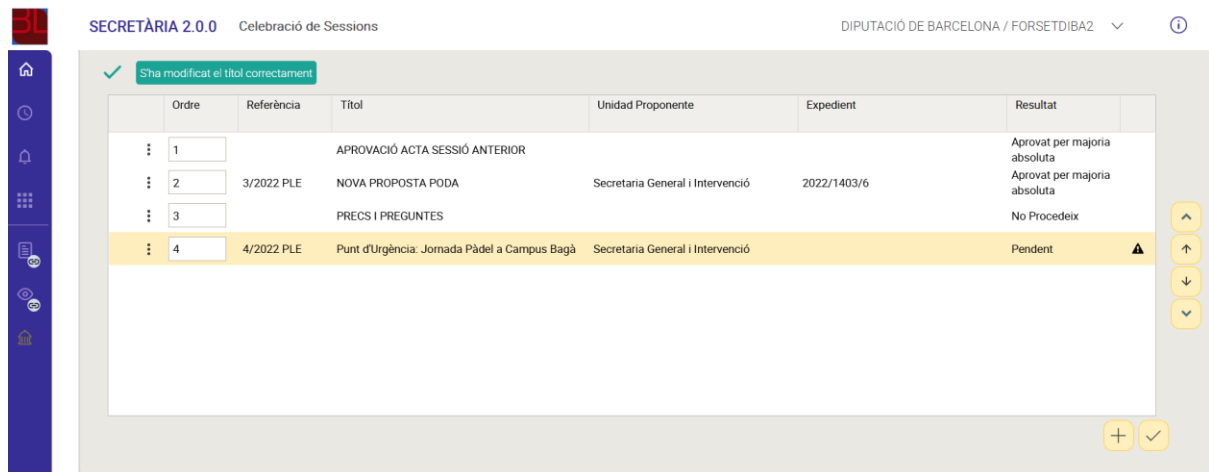 BL
SECRETÀRIA 2.0.0 Celebració de Sessions DIPUTACIÓ DE BARCELONA / FORSETDIBA2
S'ha modificat el títol correctament
Ordre Referència Títol Unidad Proponente Expedient Resultat
1 APROVACIÓ ACTA SESSIÓ ANTERIOR Aprovat per majoria
absoluta
2 3/2022 PLE NOVA PROPOSTA PODA Secretaria General i Intervenció 2022/1403/6 Aprovat per majoria
absoluta
3 PRECS I PREGUNTES No Procedeix
4 4/2022 PLE Punt d'Urgència: Jornada Pàdel a Campus Bagà Secretaria General i Intervenció Pendent